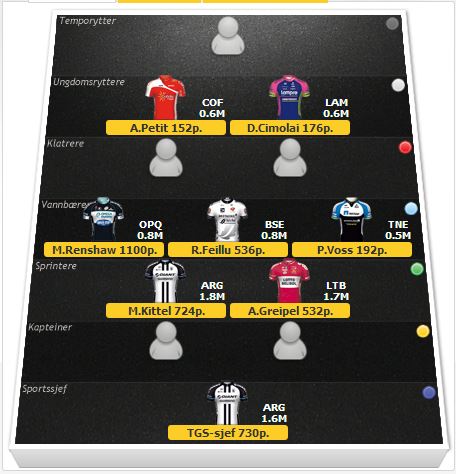 Temporytter
Ungdomsryttere
COF
0.6M
LAM
0.6M
A.Petit 152p.
D.Cimolai 176p.
Klatrere
Vannbærer
OPQ
0.8M
BSE
0.8M
TNE
0.5M
M.Renshaw 1100p.
R.Feillu 536p.
P.Voss 192p.
Sprintere
ARG
1.8M
LTB
1.7M
M.Kittel 724p.
A.Greipel 532p.
Kapteiner
Sportssjef
ARG
1.6M
TGS-sjef 730p.